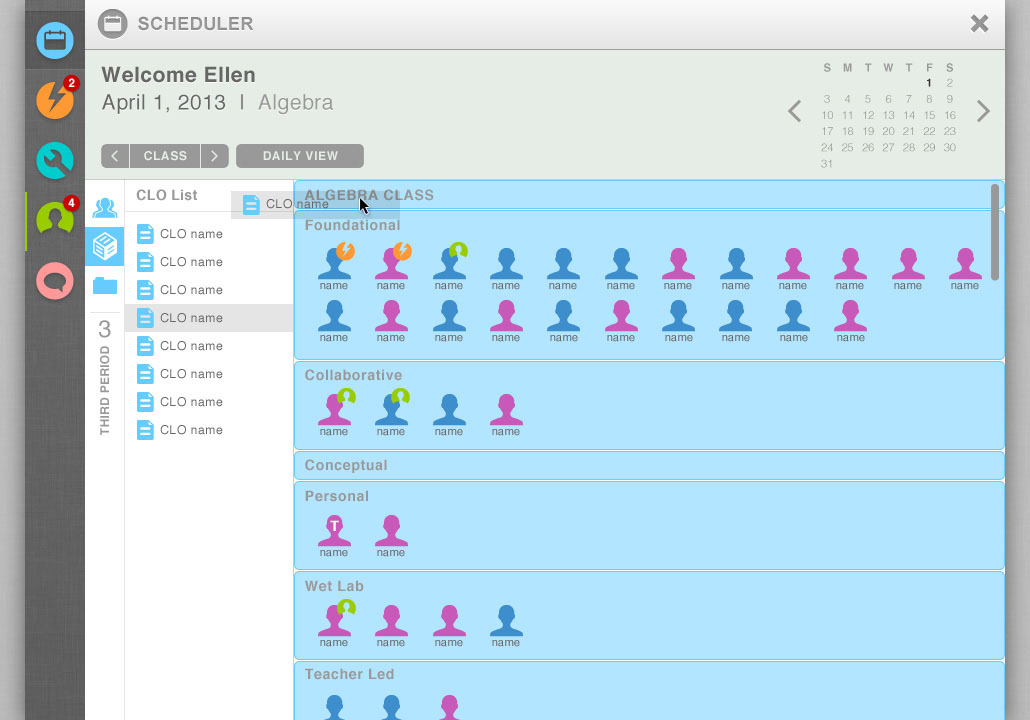 SCHEDULER
2
4
Welcome Ellen
April 1, 2013 | Algebra
CLASS
DAILY VIEW
S M T W T F S
1 2
3 4 5 6 7 8 9
10 11 12 13 14 15 16
17 18 19 20 21 22 23
24 25 26 27 28 29 30
31
3
THIRD PERIOD
CLO List
CLO name
CLO name
CLO name
CLO name
CLO name
CLO name
CLO name
CLO name
CLO name
ALGEBRA CLASS
Foundational
name name name name name name name name name name name name
name name name name name name name name name name
Collaborative
name name name name
Conceptual
Personal
T
name name
Wet Lab
name name name name
Teacher Led